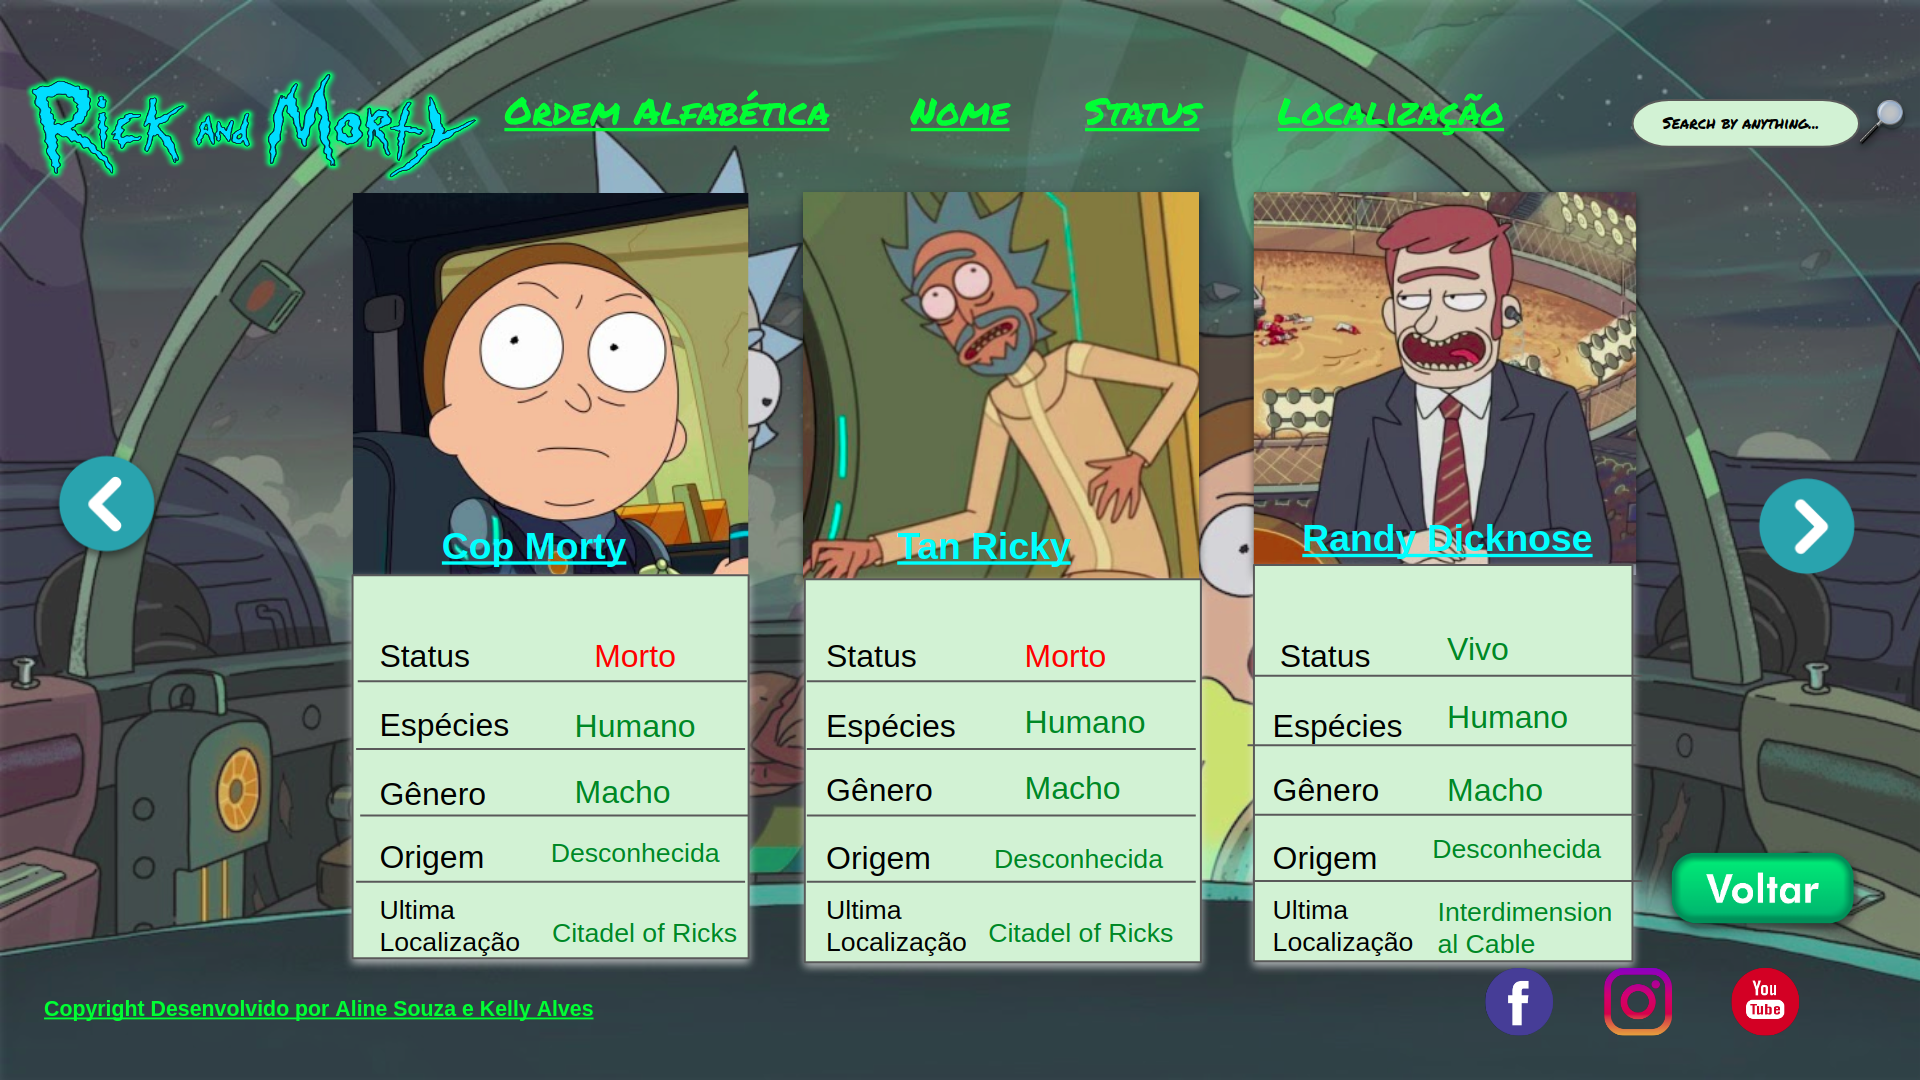 Rick and Morty
Ordem Alfabética
Nome
Status
Localização
Search by anything...
Cop Morty
Status Morto
Espécies Humano
Gênero Macho
Origem Desconhecida
Ultima
Localização
Citadel of Ricks
Tan Ricky
Status Morto
Espécies Humano
Gênero Macho
Origem Desconhecida
Ultima
Localização
Citadel of Ricks
Randy Dicknose
Status Vivo
Espécies Humano
Gênero Macho
Origem Desconhecida
Ultima
Localização
Interdimension
al Cable
Voltar
Copyright Desenvolvido por Aline Souza e Kelly Alves
f
You
Tube